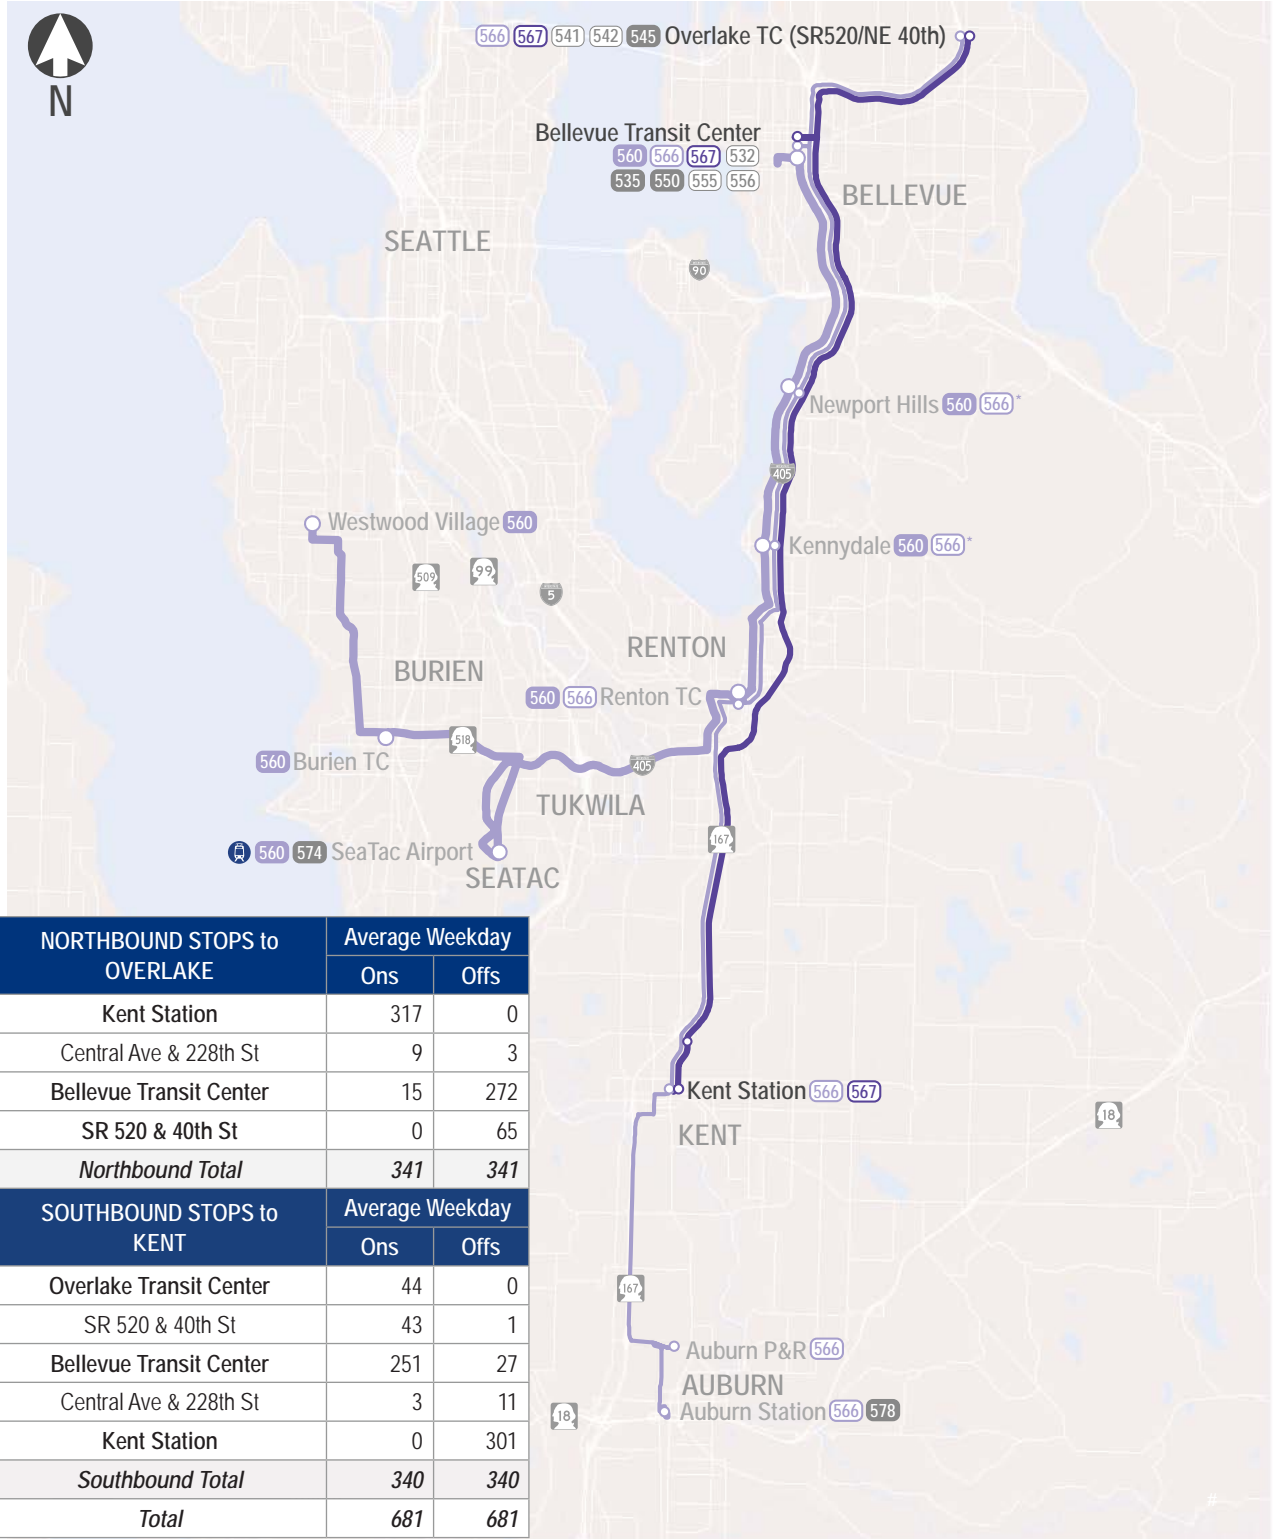 566 567 541 542 545 Overlake TC (SR520/NE 40th)
N
Bellevue Transit Center
560 566 567 532
535 550 555 556
BELLEVUE
SEATTLE
90
Newport Hills 560 566 *
405
Westwood Village 560
Kennydale 560 566 *
509
99
5
RENTON
BURIEN
560 566 Renton TC
518
560 Burien TC
405
TUKWILA
167
560 574 SeaTac Airport
SEATAC
NORTHBOUND STOPS to
OVERLAKE
Average Weekday
Ons Offs
Kent Station 317 0
Central Ave & 228th St 9 3
Bellevue Transit Center 15 272
SR 520 & 40th St 0 65
Northbound Total 341 341
SOUTHBOUND STOPS to
KENT
Average Weekday
Ons Offs
Overlake Transit Center 44 0
SR 520 & 40th St 43 1
Bellevue Transit Center 251 27
Central Ave & 228th St 3 11
Kent Station 0 301
Southbound Total 340 340
Total 681 681
Kent Station 566 567
18
KENT
167
Auburn P&R 566
AUBURN
Auburn Station 566 578
18